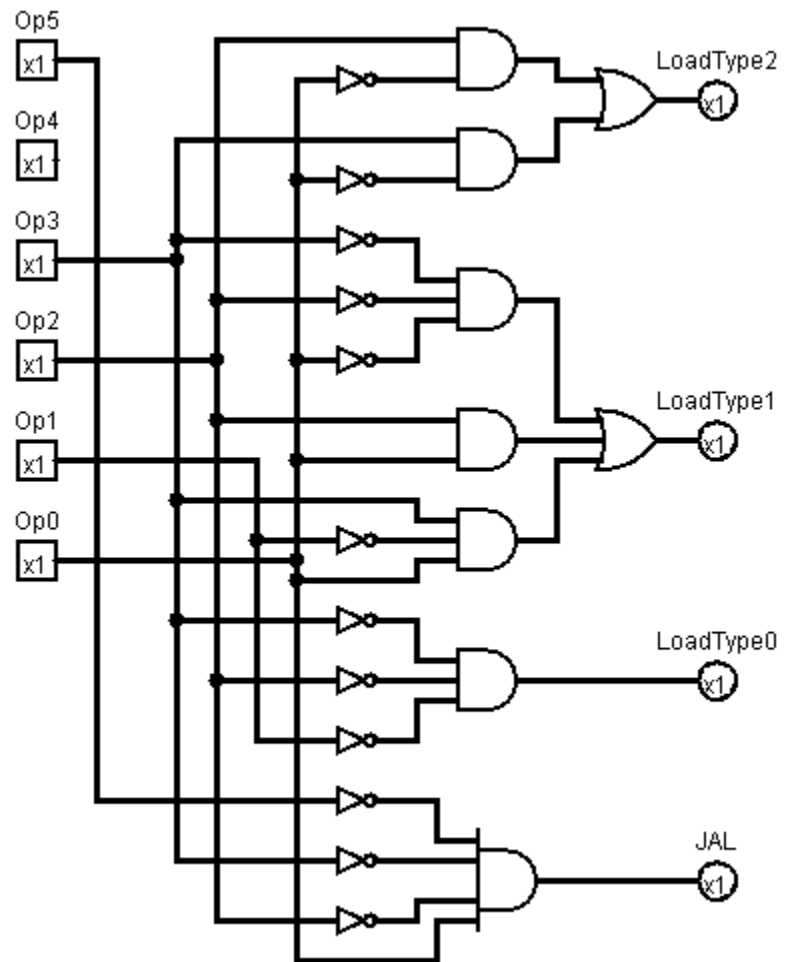 Op5
x1
LoadType2
x1
Op4
x1
Op3
x1
Op2
x1
LoadType1
x1
Op1
x1
Op0
x1
LoadType0
x1
JAL
x1